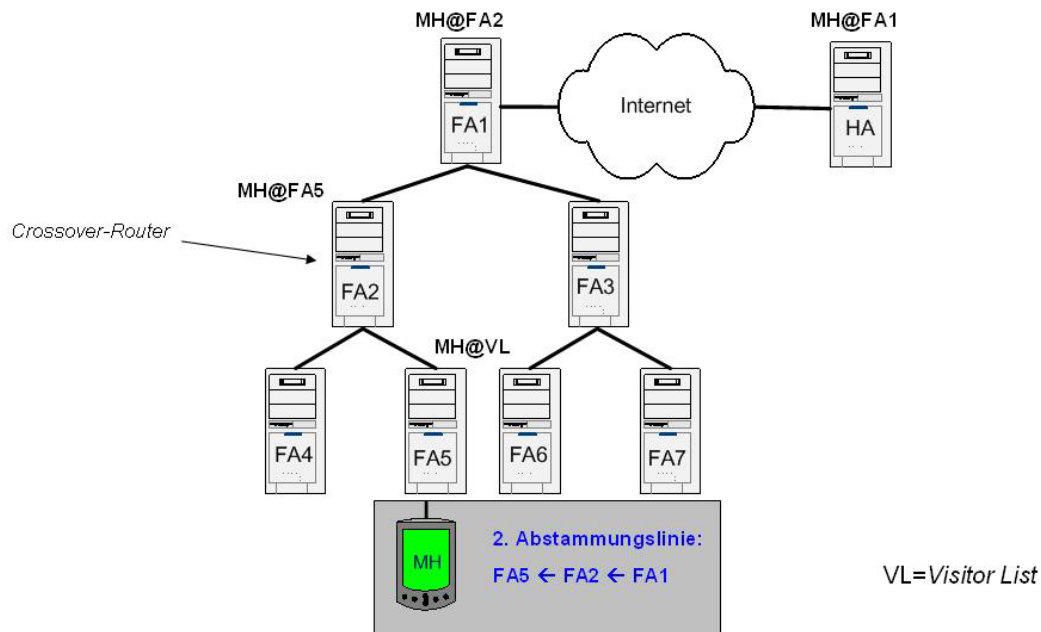 MH@FA2
MH@FA1
FA1
Internet
HA
MH@FA5
Crossover-Router
FA2
FA3
MH@VL
FA4
FA5
FA6
FA7
MH
2. Abstammungslinie:
FA5 ← FA2 ← FA1
VL=Visitor List